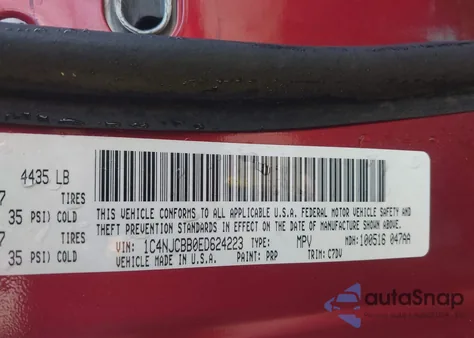 4435 LB
7 TIRES
35 PSI) COLD
7 TIRES
35 PSI) COLD
THIS VEHICLE CONFORMS TO ALL APPLICABLE U.S.A. FEDERAL MOTOR VEHICLE SAFETY AND
THEFT PREVENTION STANDARDS IN EFFECT ON THE DATE OF MANUFACTURE SHOWN ABOVE.
VIN: 1C4NJCBB0ED624223 TYPE: MPV MDH: 100516 047AA
VEHICLE MADE IN U.S.A. PAINT: PRP TRIM: C7DV
autoSnap